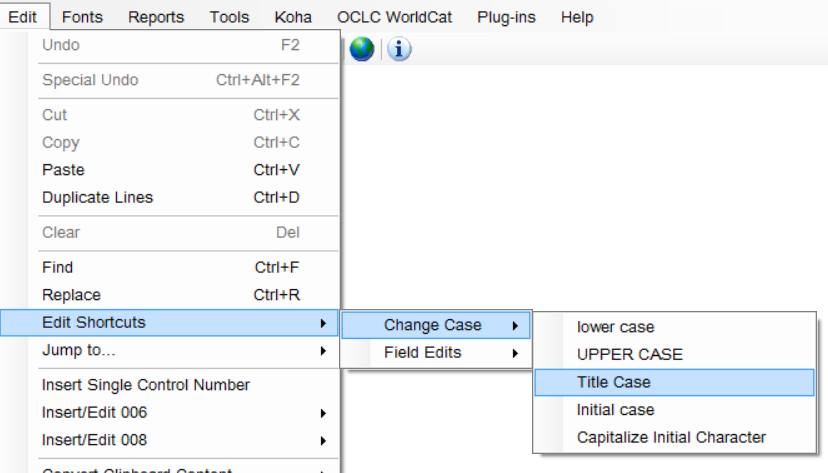 Edit Fonts Reports Tools Koha OCLC WorldCat Plug-ins Help
Undo F2
Special Undo Ctrl+Alt+F2
Cut Ctrl+X
Copy Ctrl+C
Paste Ctrl+V
Duplicate Lines Ctrl+D
Clear Del
Find Ctrl+F
Replace Ctrl+R
Edit Shortcuts
Jump to...
Insert Single Control Number
Insert/Edit 006
Insert/Edit 008
Convert Clipboard Content
Change Case
Field Edits
lower case
UPPER CASE
Title Case
Initial case
Capitalize Initial Character